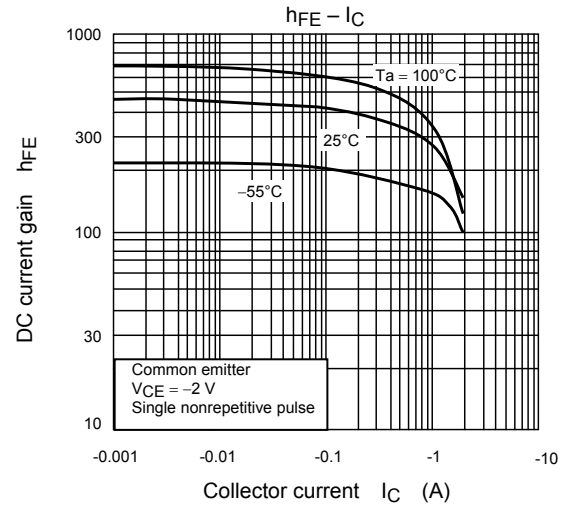 hFE – IC
1000
300
100
30
10
DC current gain hFE
Ta = 100°C
25°C
−55°C
Common emitter
VCE = −2 V
Single nonrepetitive pulse
-0.001
-0.01
-0.1
-1
-10
Collector current IC (A)